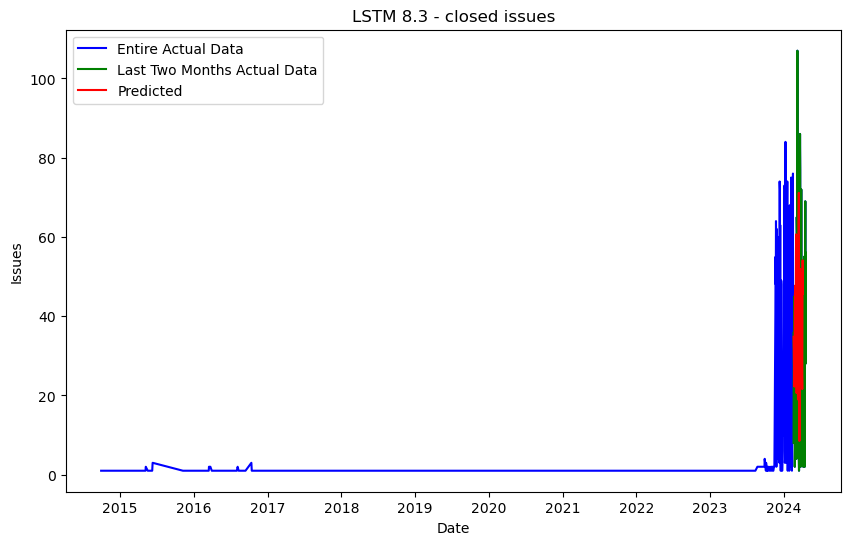 LSTM 8.3 - closed issues
Entire Actual Data
Last Two Months Actual Data
Predicted
Issues
100
80
60
40
20
0
2015 2016 2017 2018 2019 2020 2021 2022 2023 2024
Date